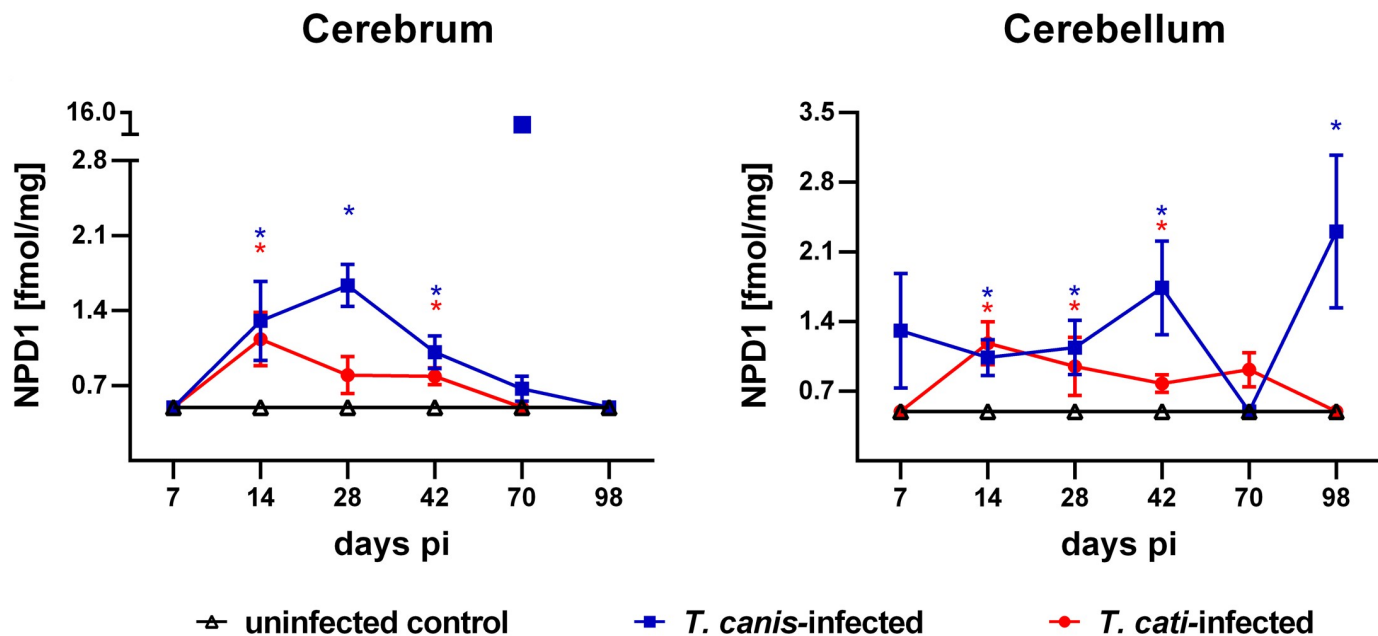 Cerebrum
NPD1 [fmol/mg]
16.0
2.8
2.1
1.4
0.7
*
*
*
*
*
7 14 28 42 70 98
days pi
Cerebellum
NPD1 [fmol/mg]
3.5
2.8
2.1
1.4
0.7
*
*
*
*
*
*
*
7 14 28 42 70 98
days pi
uninfected control T. canis-infected T. cati-infected